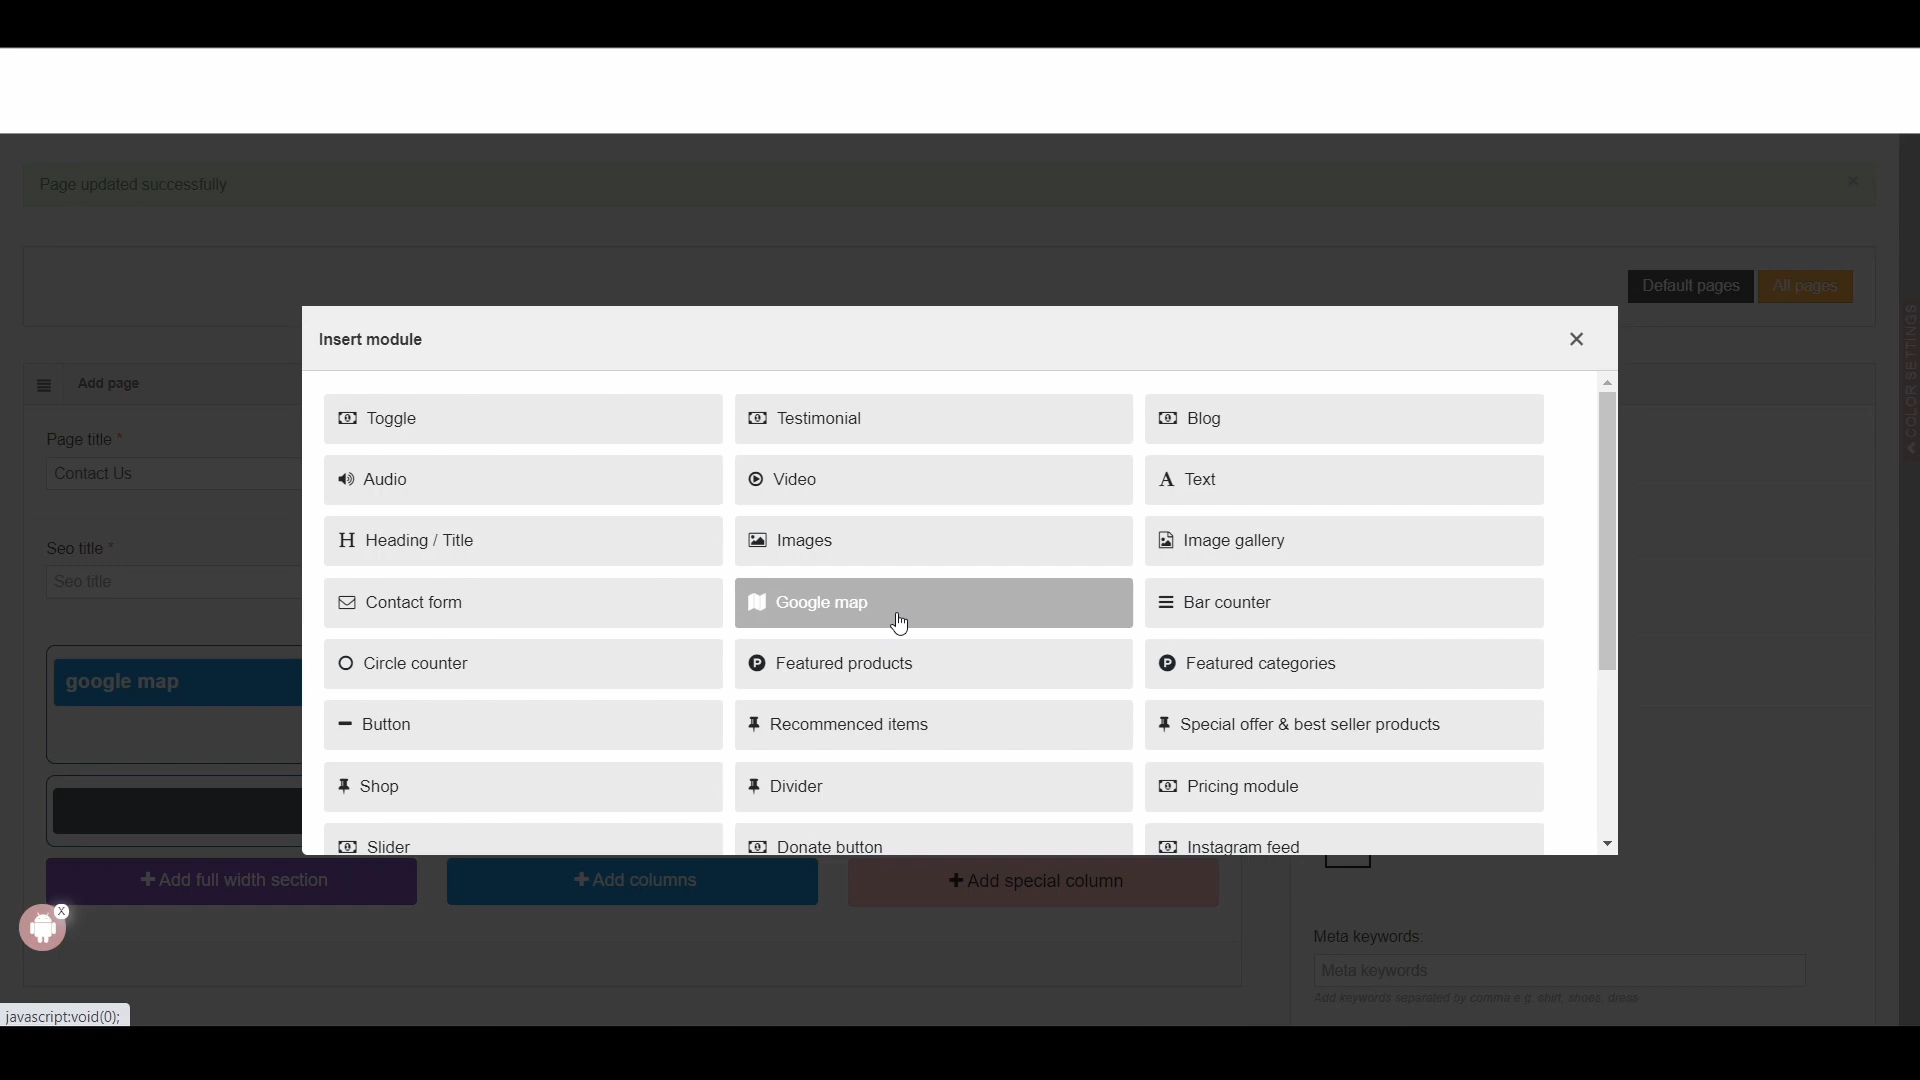 Page updated successfully
Default pages All pages
COLOR SETTINGS
Insert module
Add page
Toggle Testimonial Blog
Page title *
Contact Us
Audio Video Text
Heading / Title Images Image gallery
Seo title *
Seo title
Contact form Google map Bar counter
Circle counter Featured products Featured categories
google map
Button Recommenced items Special offer & best seller products
Shop Divider Pricing module
Slider Donate button Instagram feed
Add full width section Add columns Add special column
X
Meta keywords:
Meta keywords
Add keywords separated by comma e.g. shirt, shoes, dress
javascript:void(0);